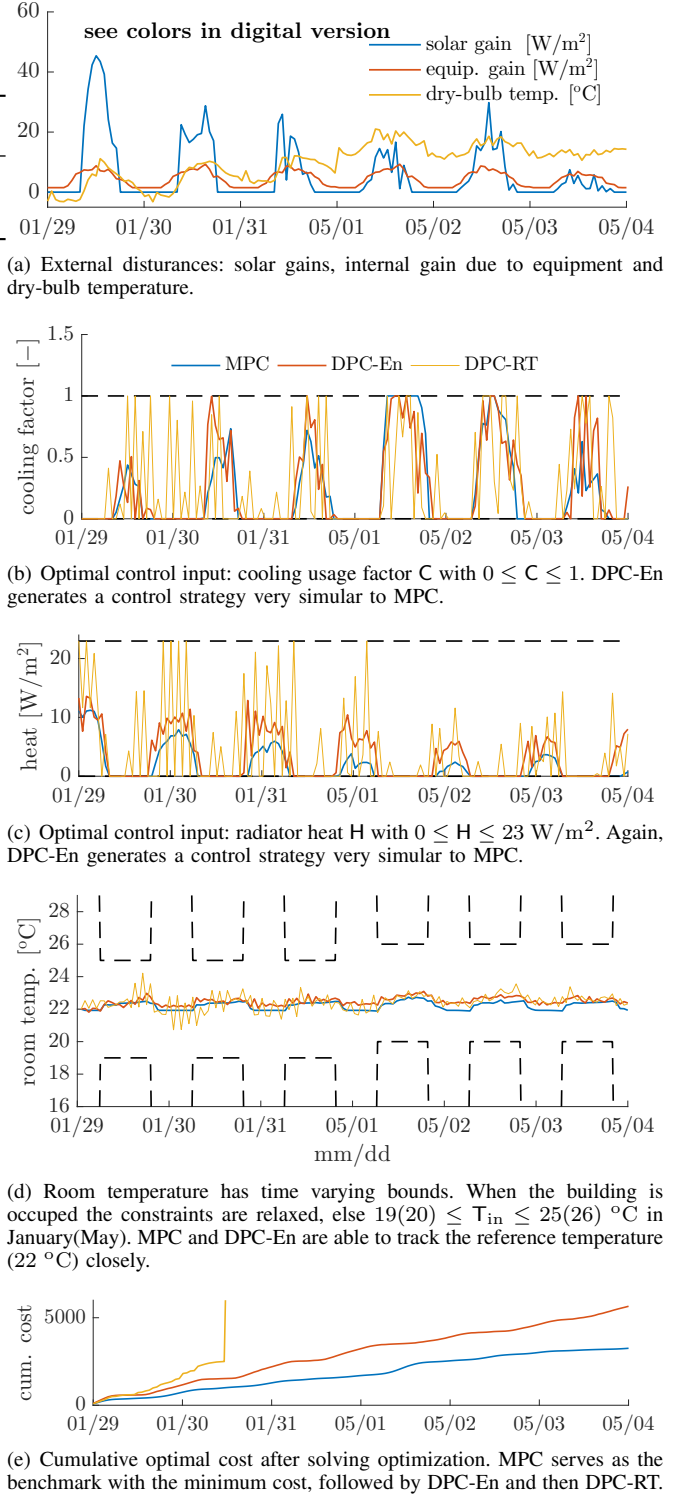 60
see colors in digital version
solar gain [W/m²]
40
equip. gain [W/m²]
dry-bulb temp. [°C]
20
0
01/29 01/30 01/31 05/01 05/02 05/03 05/04
(a) External disturances: solar gains, internal gain due to equipment and
dry-bulb temperature.
1.5
MPC DPC-En DPC-RT
1
cooling factor [−]
0.5
0
01/29 01/30 01/31 05/01 05/02 05/03 05/04
(b) Optimal control input: cooling usage factor C with 0 ≤ C ≤ 1. DPC-En
generates a control strategy very simular to MPC.
20
heat [W/m²]
10
0
01/29 01/30 01/31 05/01 05/02 05/03 05/04
(c) Optimal control input: radiator heat H with 0 ≤ H ≤ 23 W/m². Again,
DPC-En generates a control strategy very simular to MPC.
28
26
24
room temp. [°C]
22
20
18
16
01/29 01/30 01/31 05/01 05/02 05/03 05/04
mm/dd
(d) Room temperature has time varying bounds. When the building is
occuped the constraints are relaxed, else 19(20) ≤ T_in ≤ 25(26) °C in
January(May). MPC and DPC-En are able to track the reference temperature
(22 °C) closely.
5000
cum. cost
0
01/29 01/30 01/31 05/01 05/02 05/03 05/04
(e) Cumulative optimal cost after solving optimization. MPC serves as the
benchmark with the minimum cost, followed by DPC-En and then DPC-RT.